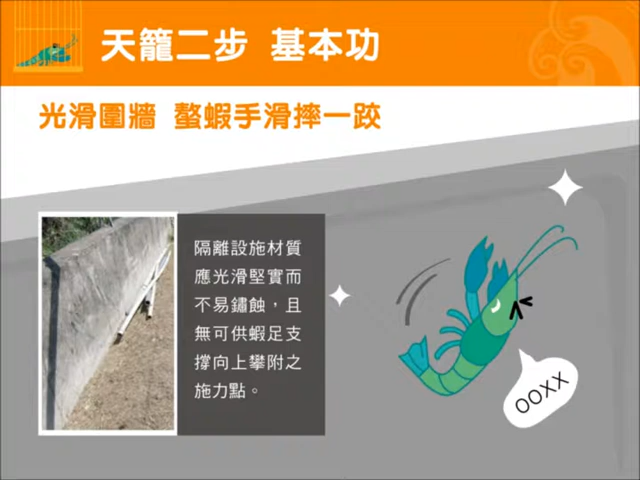 天籠二步 基本功
光滑圍牆 螯蝦手滑摔一跤
隔離設施材質
應光滑堅實而
不易鏽蝕，且
無可供蝦足支
撐向上攀附之
施力點。
OOXX